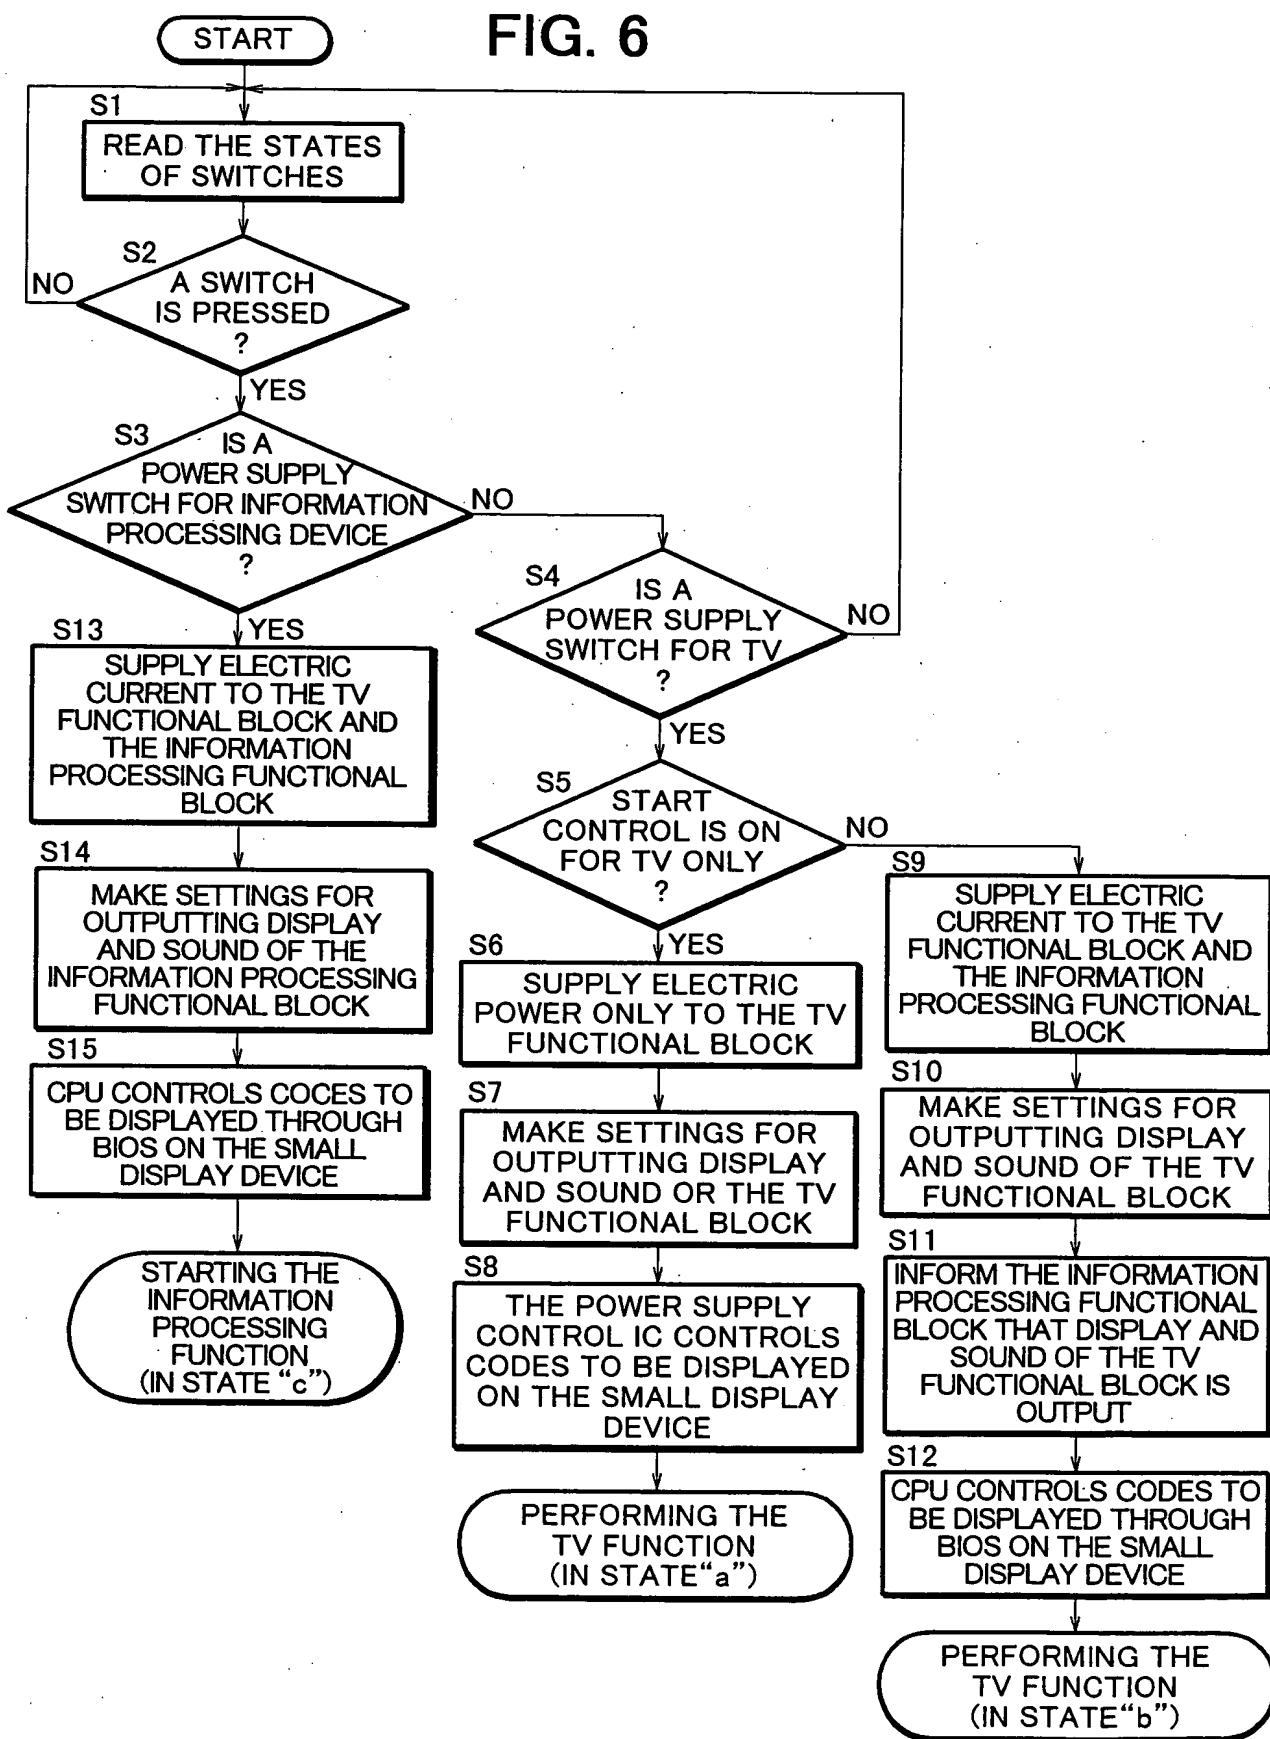 FIG. 6
START
S1
READ THE STATES
OF SWITCHES
S2
A SWITCH
IS PRESSED
?
NO
YES
S3
IS A
POWER SUPPLY
SWITCH FOR INFORMATION
PROCESSING DEVICE
?
NO
YES
S4
IS A
POWER SUPPLY
SWITCH FOR TV
?
NO
YES
S5
START
CONTROL IS ON
FOR TV ONLY
?
NO
YES
S13
SUPPLY ELECTRIC
CURRENT TO THE TV
FUNCTIONAL BLOCK AND
THE INFORMATION
PROCESSING FUNCTIONAL
BLOCK
S14
MAKE SETTINGS FOR
OUTPUTTING DISPLAY
AND SOUND OF THE
INFORMATION PROCESSING
FUNCTIONAL BLOCK
S15
CPU CONTROLS COCES TO
BE DISPLAYED THROUGH
BIOS ON THE SMALL
DISPLAY DEVICE
STARTING THE
INFORMATION
PROCESSING
FUNCTION
(IN STATE “c”)
S6
SUPPLY ELECTRIC
POWER ONLY TO THE TV
FUNCTIONAL BLOCK
S7
MAKE SETTINGS FOR
OUTPUTTING DISPLAY
AND SOUND OR THE TV
FUNCTIONAL BLOCK
S8
THE POWER SUPPLY
CONTROL IC CONTROLS
CODES TO BE DISPLAYED
ON THE SMALL DISPLAY
DEVICE
PERFORMING THE
TV FUNCTION
(IN STATE“a”)
S9
SUPPLY ELECTRIC
CURRENT TO THE TV
FUNCTIONAL BLOCK AND
THE INFORMATION
PROCESSING FUNCTIONAL
BLOCK
S10
MAKE SETTINGS FOR
OUTPUTTING DISPLAY
AND SOUND OF THE TV
FUNCTIONAL BLOCK
S11
INFORM THE INFORMATION
PROCESSING FUNCTIONAL
BLOCK THAT DISPLAY AND
SOUND OF THE TV
FUNCTIONAL BLOCK IS
OUTPUT
S12
CPU CONTROLS CODES TO
BE DISPLAYED THROUGH
BIOS ON THE SMALL
DISPLAY DEVICE
PERFORMING THE
TV FUNCTION
(IN STATE“b”)